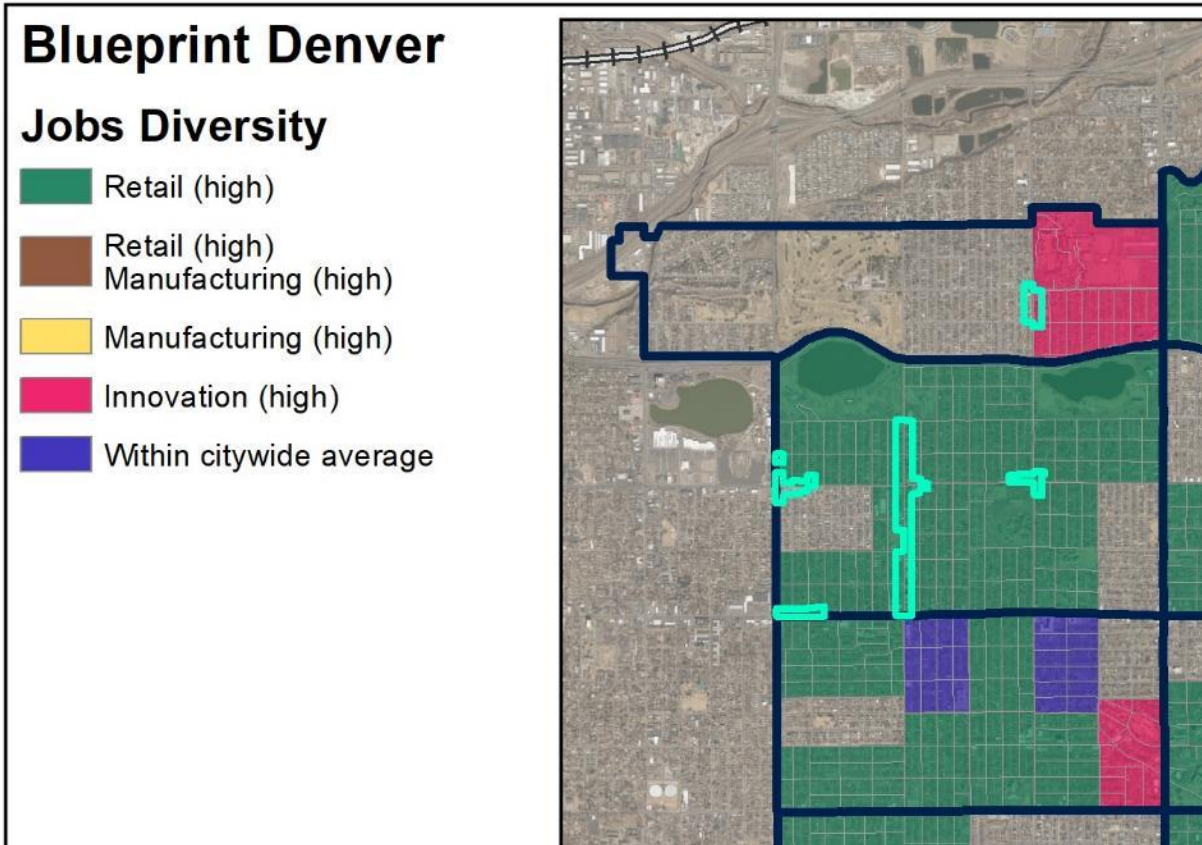 Blueprint Denver
Jobs Diversity
Retail (high)
Retail (high)
Manufacturing (high)
Manufacturing (high)
Innovation (high)
Within citywide average